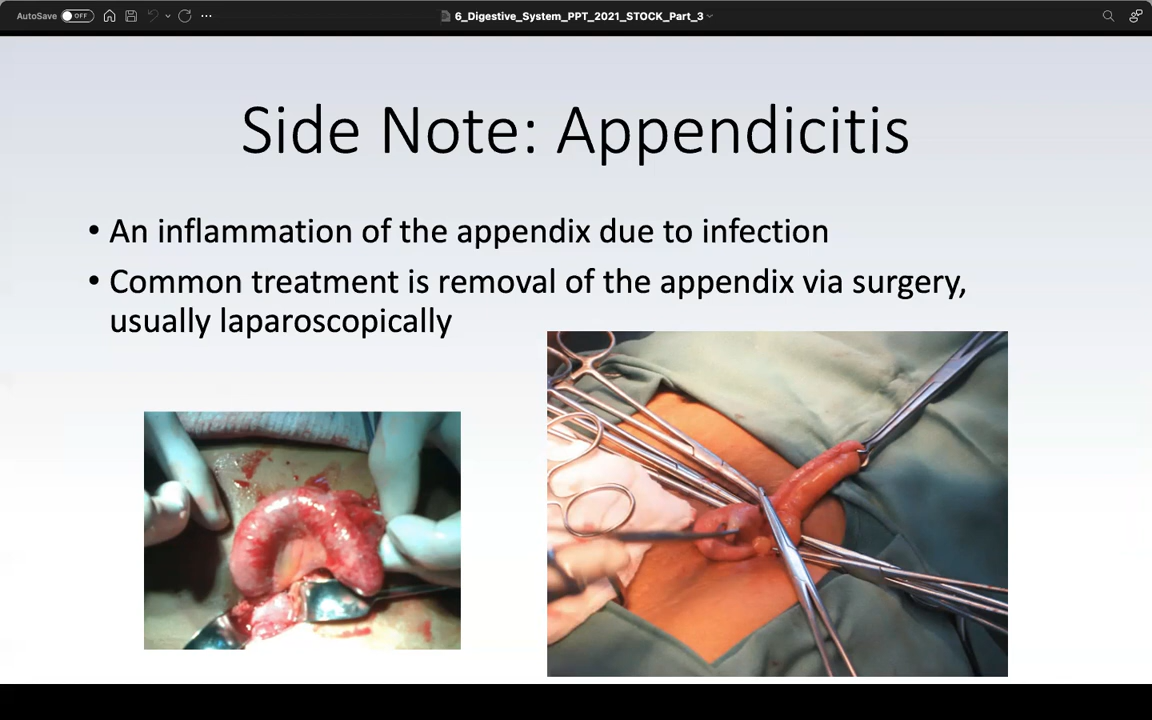 AutoSave OFF 6_Digestive_System_PPT_2021_STOCK_Part_3
Side Note: Appendicitis
• An inflammation of the appendix due to infection
• Common treatment is removal of the appendix via surgery,
usually laparoscopically